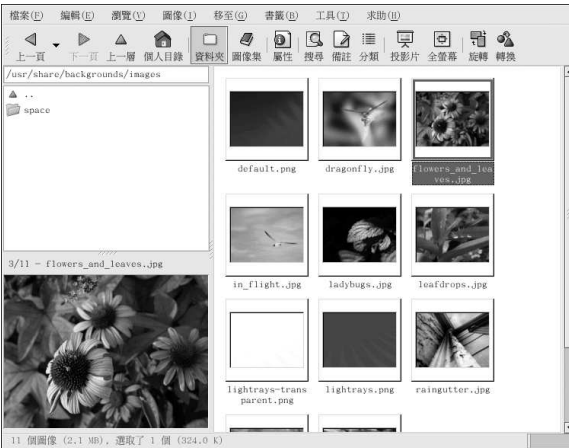 檔案(F) 編輯(E) 瀏覽(V) 圖像(I) 移至(G) 書籤(B) 工具(T) 求助(H)
上一頁 下一頁 上一層 個人目錄 資料夾 圖像集 屬性 搜尋 備註 分類 投影片 全螢幕 旋轉 轉換
/usr/share/backgrounds/images
..
space
default.png dragonfly.jpg flowers_and_lea
ves.jpg
in_flight.jpg ladybugs.jpg leafdrops.jpg
3/11 - flowers_and_leaves.jpg
lightrays-trans lightrays.png raingutter.jpg
parent.png
11 個圖像 (2.1 MB), 選取了 1 個 (324.0 K)